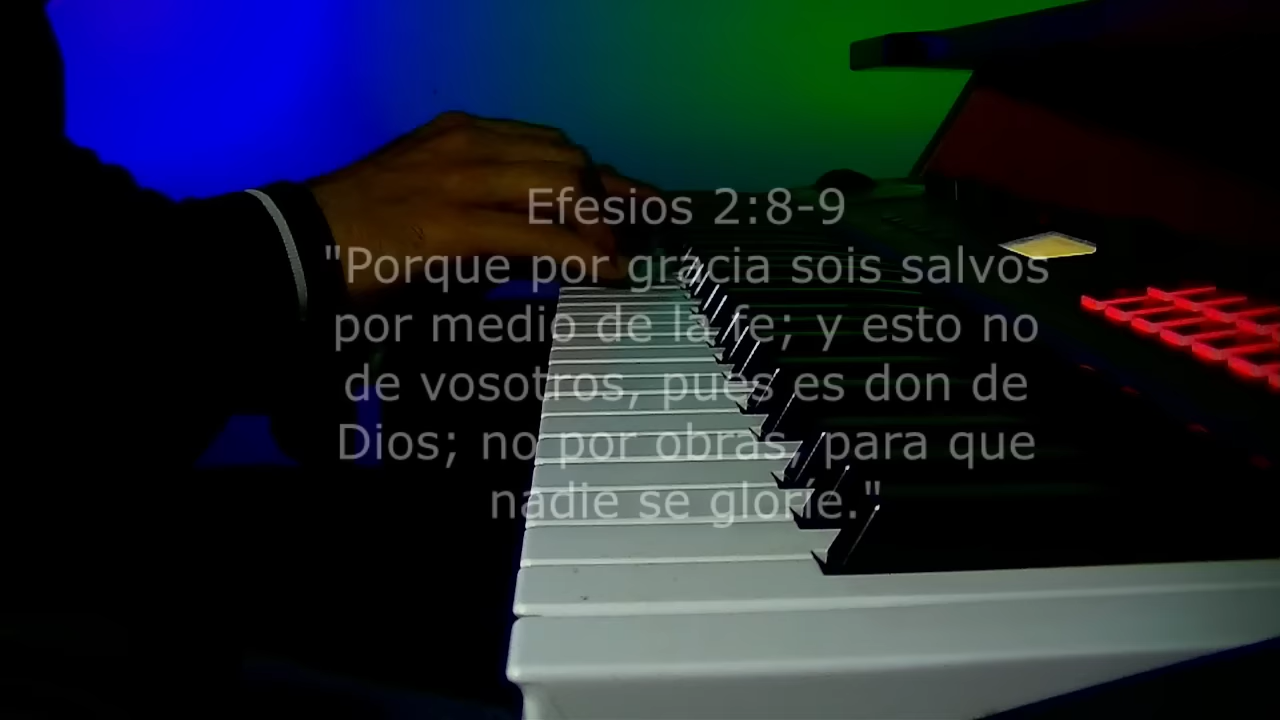 Efesios 2:8-9
"Porque por gracia sois salvos
por medio de la fe; y esto no
de vosotros, pues es don de
Dios; no por obras, para que
nadie se gloríe."